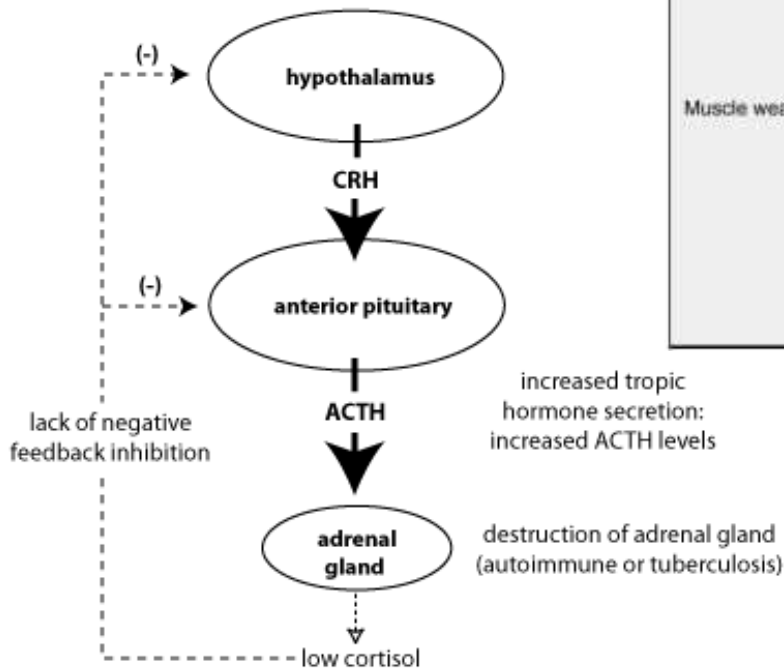 (-)
hypothalamus
Muscle
CRH
(-)
anterior pituitary
increased tropic
hormone secretion:
increased ACTH levels
ACTH
lack of negative
feedback inhibition
adrenal
gland
destruction of adrenal gland
(autoimmune or tuberculosis)
low cortisol